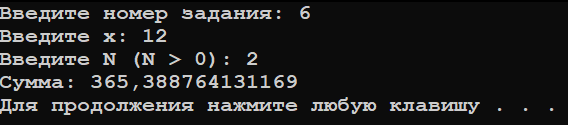 Введите номер задания: 6
Введите x: 12
Введите N (N > 0): 2
Сумма: 365,388764131169
Для продолжения нажмите любую клавишу . . .